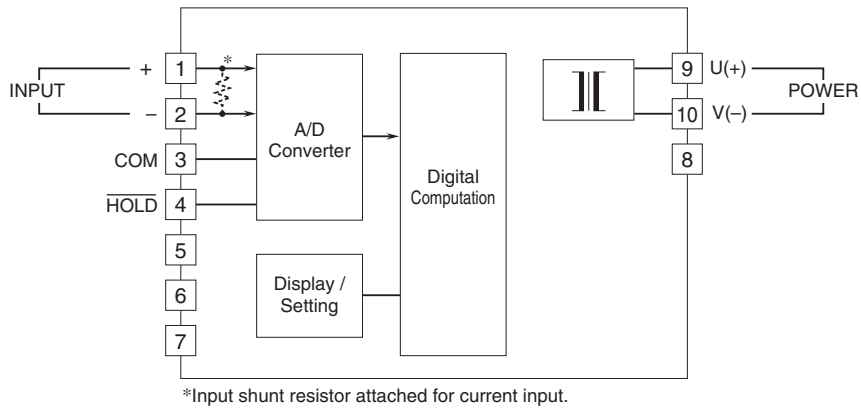 INPUT
+
1
*
−
2
COM
3
HOLD
4
5
6
7
A/D
Converter
Display /
Setting
Digital
Computation
9
U(+)
10
V(–)
POWER
8
*Input shunt resistor attached for current input.